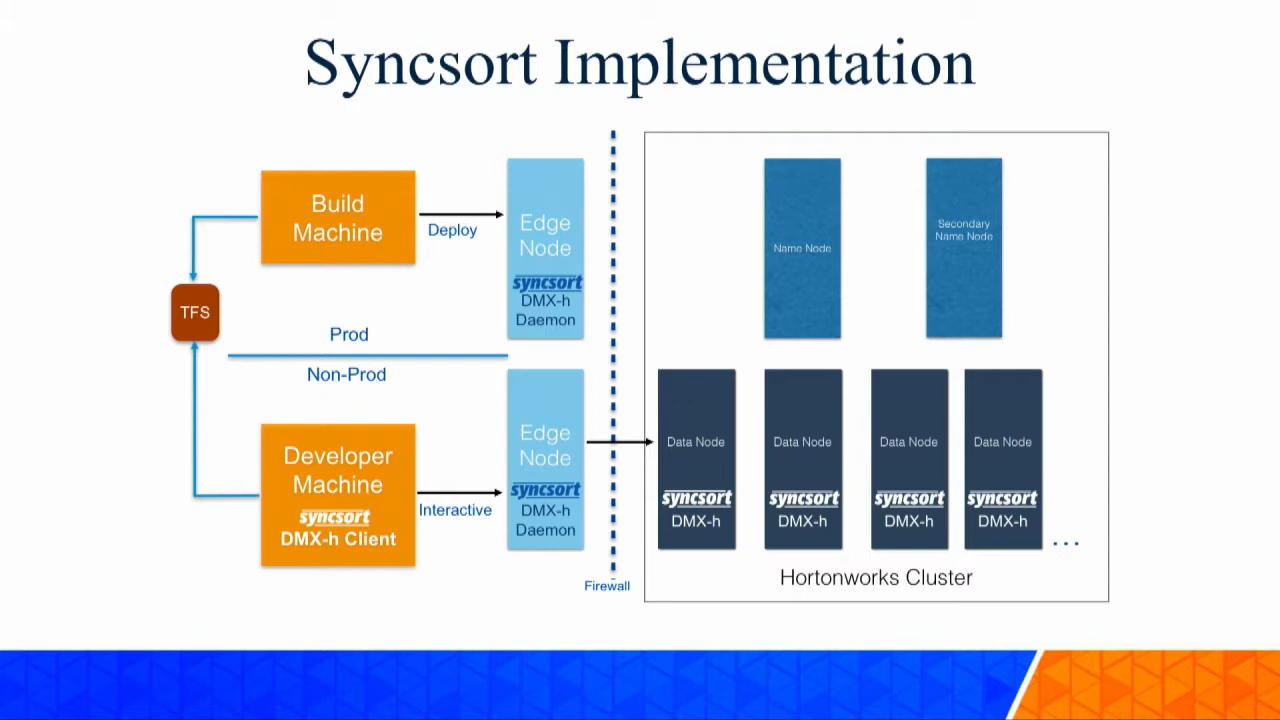 Syncsort Implementation
Build
Machine
Deploy
Edge
Node
syncsort
DMX-h
Daemon
TFS
Prod
Non-Prod
Developer
Machine
syncsort
DMX-h Client
Interactive
Edge
Node
syncsort
DMX-h
Daemon
Firewall
Name Node
Secondary
Name Node
Data Node
syncsort
DMX-h
Data Node
syncsort
DMX-h
Data Node
syncsort
DMX-h
Data Node
syncsort
DMX-h
...
Hortonworks Cluster